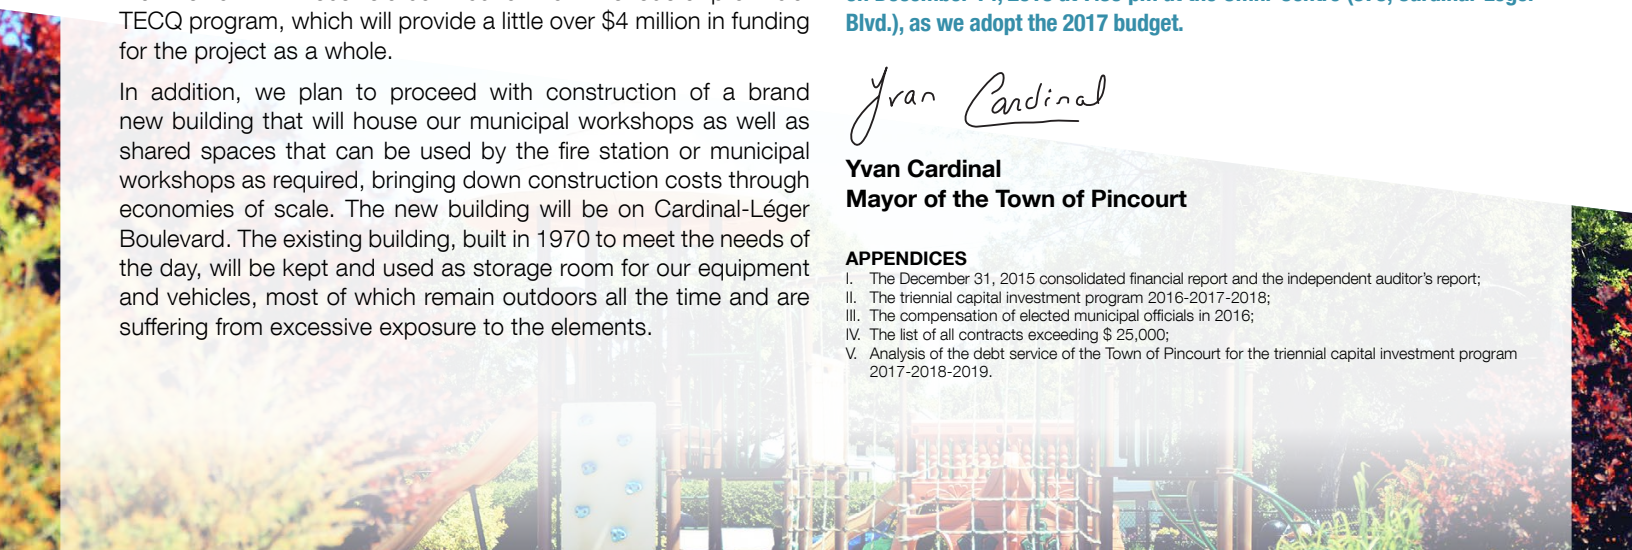 TECQ program, which will provide a little over $4 million in funding
for the project as a whole.
In addition, we plan to proceed with construction of a brand
new building that will house our municipal workshops as well as
shared spaces that can be used by the fire station or municipal
workshops as required, bringing down construction costs through
economies of scale. The new building will be on Cardinal-Léger
Boulevard. The existing building, built in 1970 to meet the needs of
the day, will be kept and used as storage room for our equipment
and vehicles, most of which remain outdoors all the time and are
suffering from excessive exposure to the elements.
Blvd.), as we adopt the 2017 budget.
Yvan Cardinal
Yvan Cardinal
Mayor of the Town of Pincourt
APPENDICES
I. The December 31, 2015 consolidated financial report and the independent auditor's report;
II. The triennial capital investment program 2016-2017-2018;
III. The compensation of elected municipal officials in 2016;
IV. The list of all contracts exceeding $ 25,000;
V. Analysis of the debt service of the Town of Pincourt for the triennial capital investment program
2017-2018-2019.